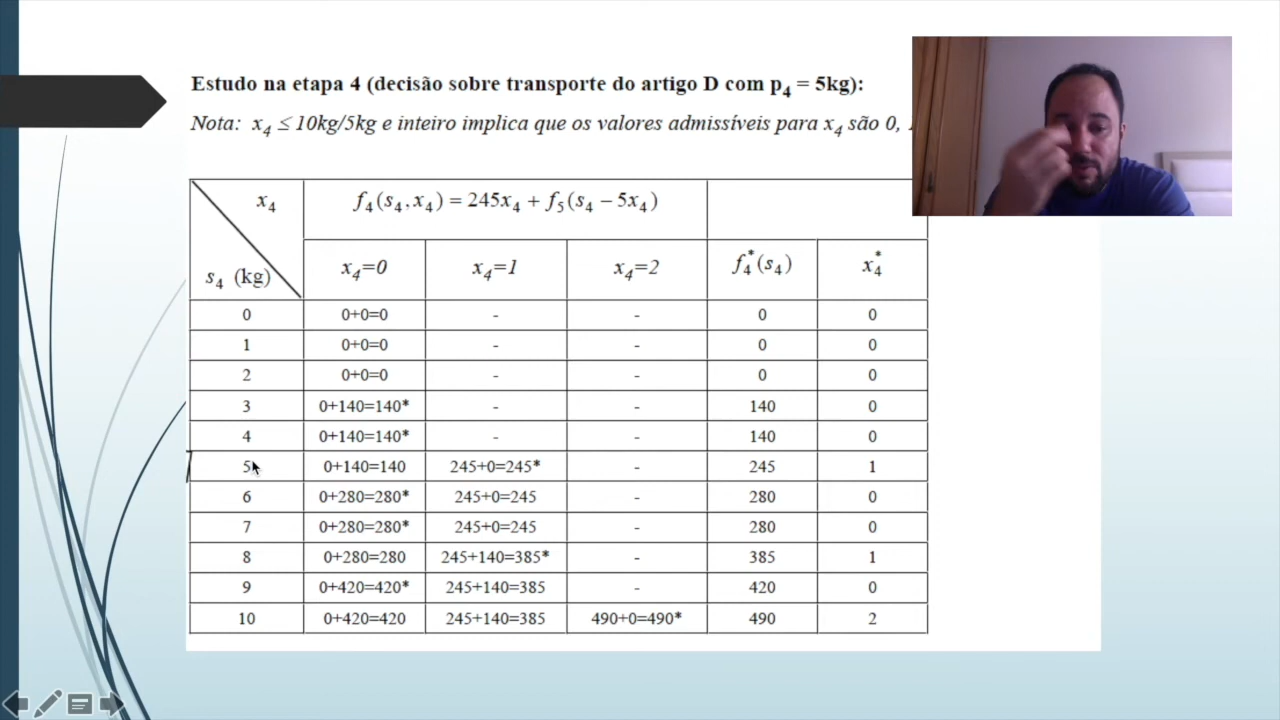 Estudo na etapa 4 (decisão sobre transporte do artigo D com p₄ = 5kg):
Nota: x₄ ≤ 10kg/5kg e inteiro implica que os valores admissíveis para x₄ são 0,
x₄ f₄(s₄,x₄) = 245x₄ + f₅(s₄ − 5x₄)
s₄ (kg) x₄=0 x₄=1 x₄=2 f₄*(s₄) x₄*
0 0+0=0 - - 0 0
1 0+0=0 - - 0 0
2 0+0=0 - - 0 0
3 0+140=140* - - 140 0
4 0+140=140* - - 140 0
5 0+140=140 245+0=245* - 245 1
6 0+280=280* 245+0=245 - 280 0
7 0+280=280* 245+0=245 - 280 0
8 0+280=280 245+140=385* - 385 1
9 0+420=420* 245+140=385 - 420 0
10 0+420=420 245+140=385 490+0=490* 490 2